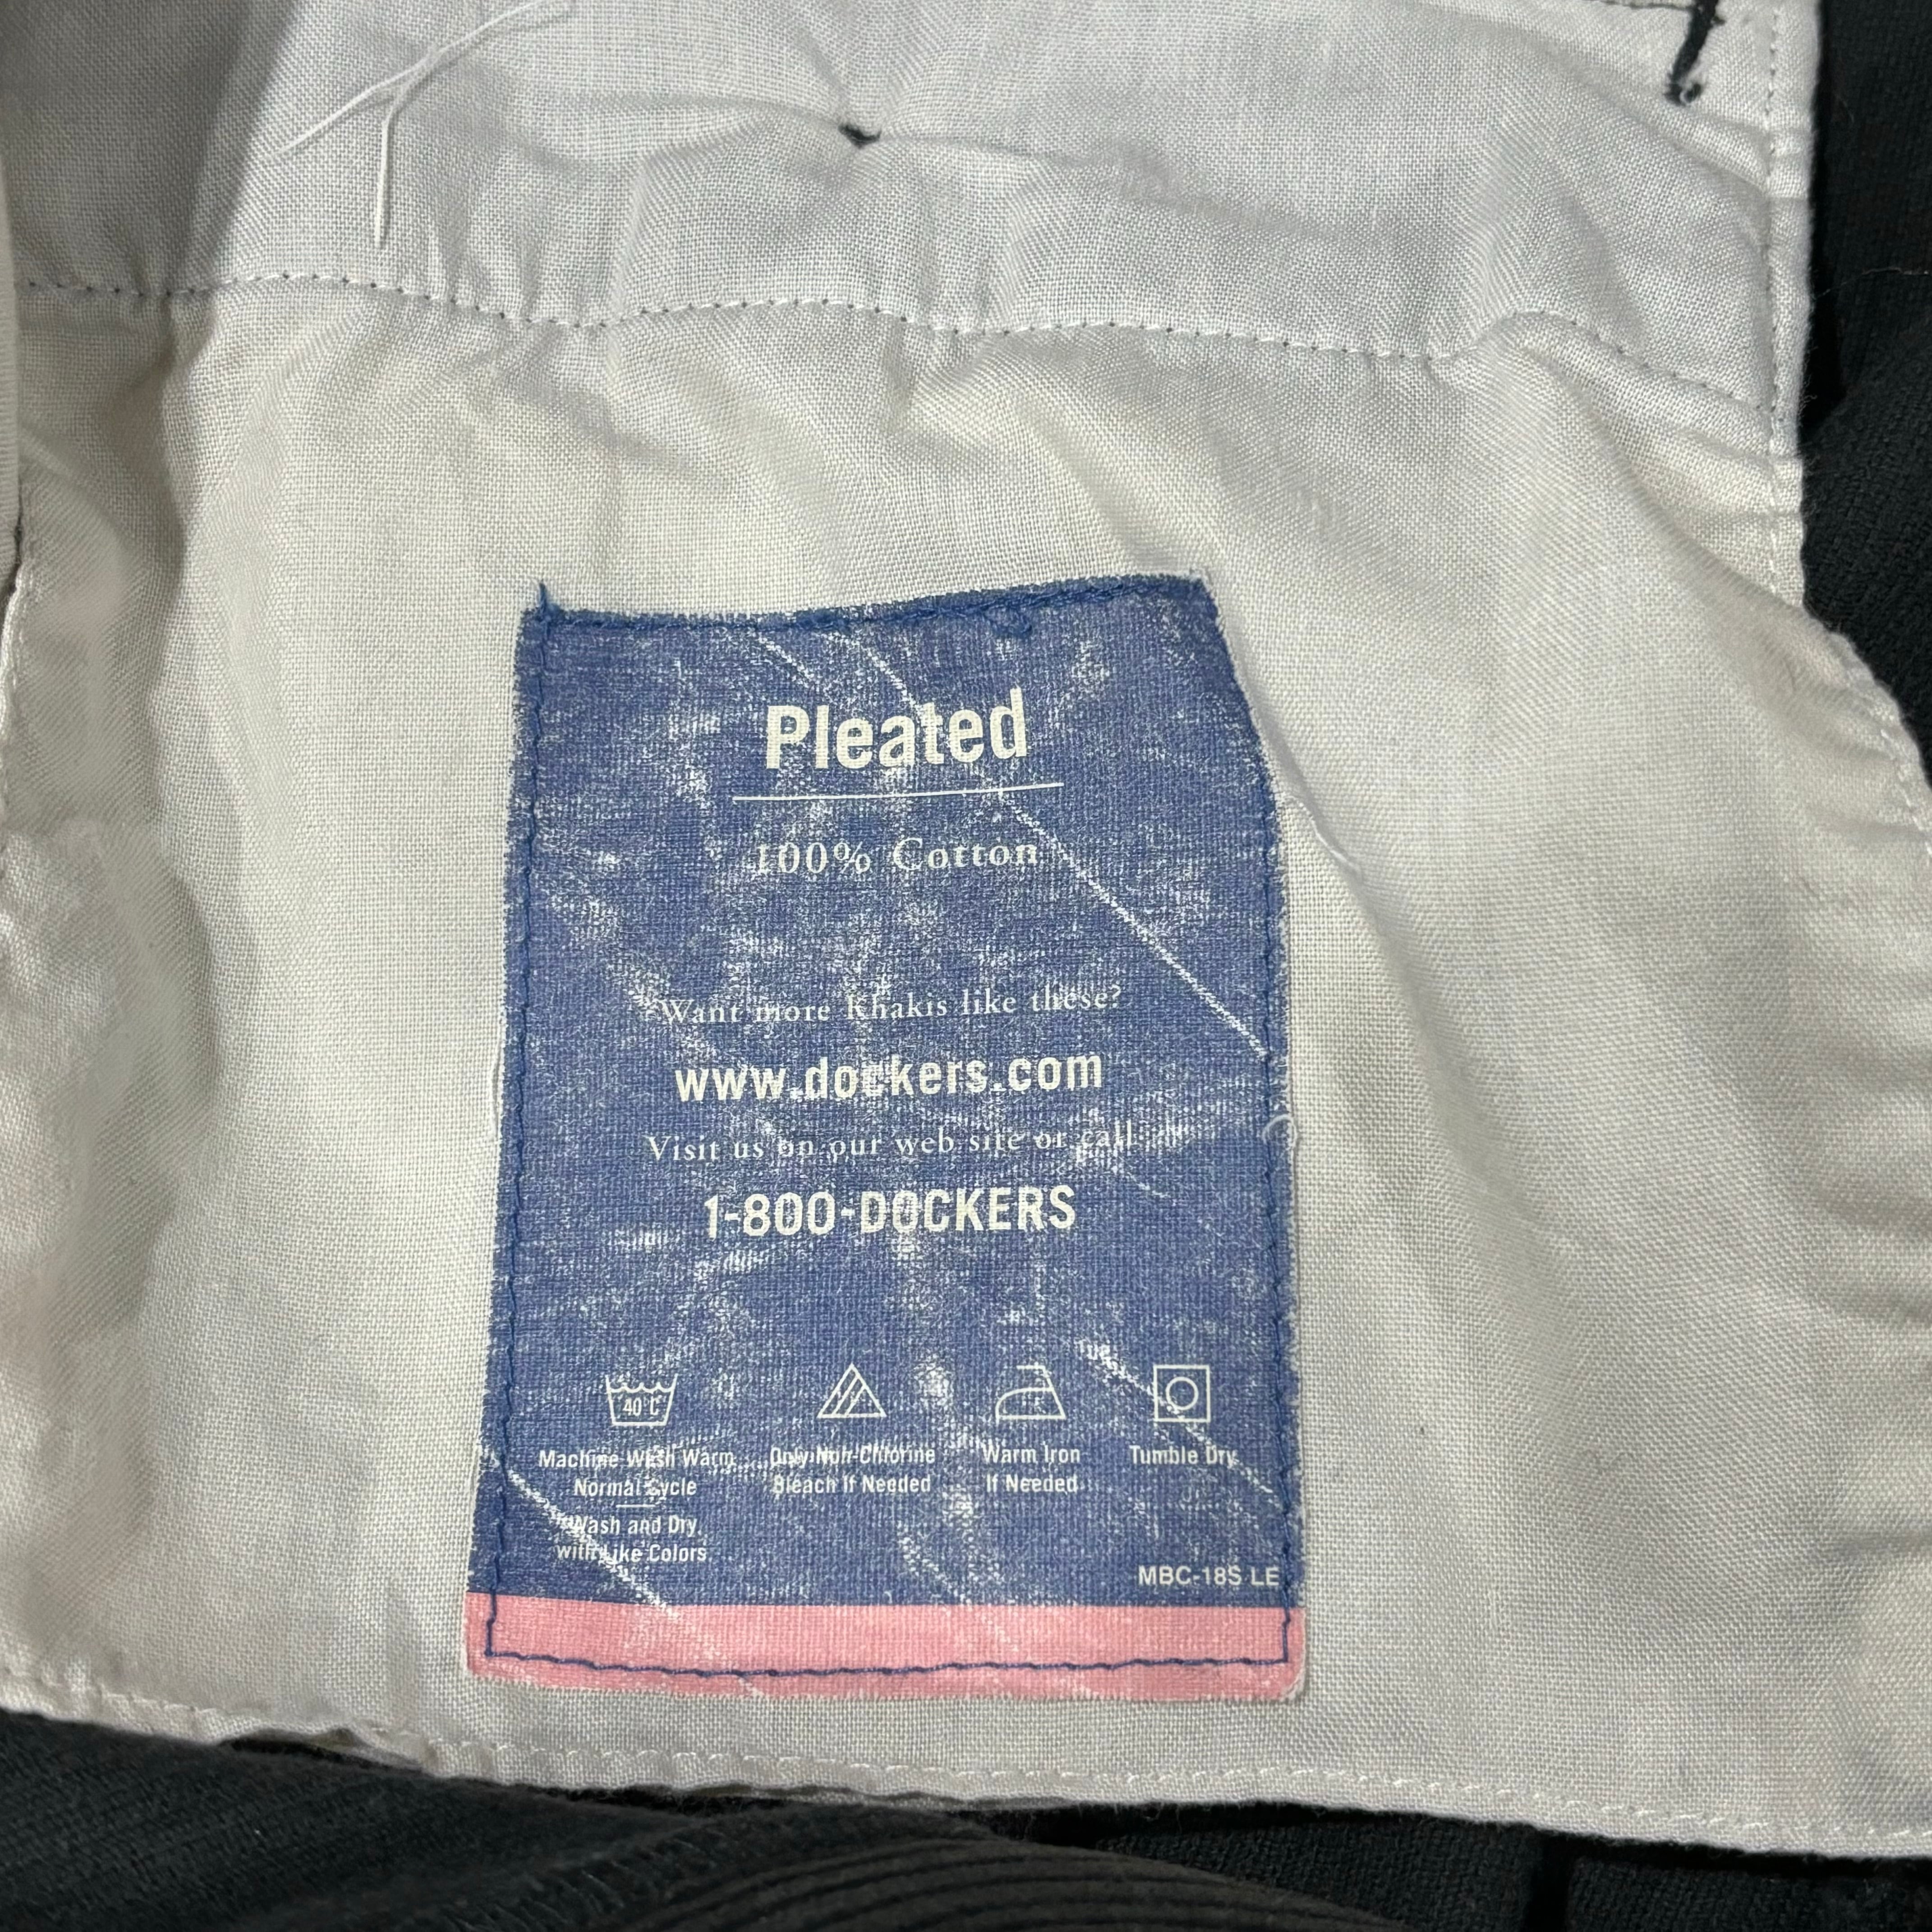 Pleated
100% Cotton
Want more Khakis like these?
www.dockers.com
Visit us on our web site or call
1-800-DOCKERS
40°C
Machine Wash Warm
Normal Cycle
Wash and Dry
with Like Colors
Only Non-Chlorine
Bleach If Needed
Warm Iron
If Needed
Tumble Dry
MBC-18S LE